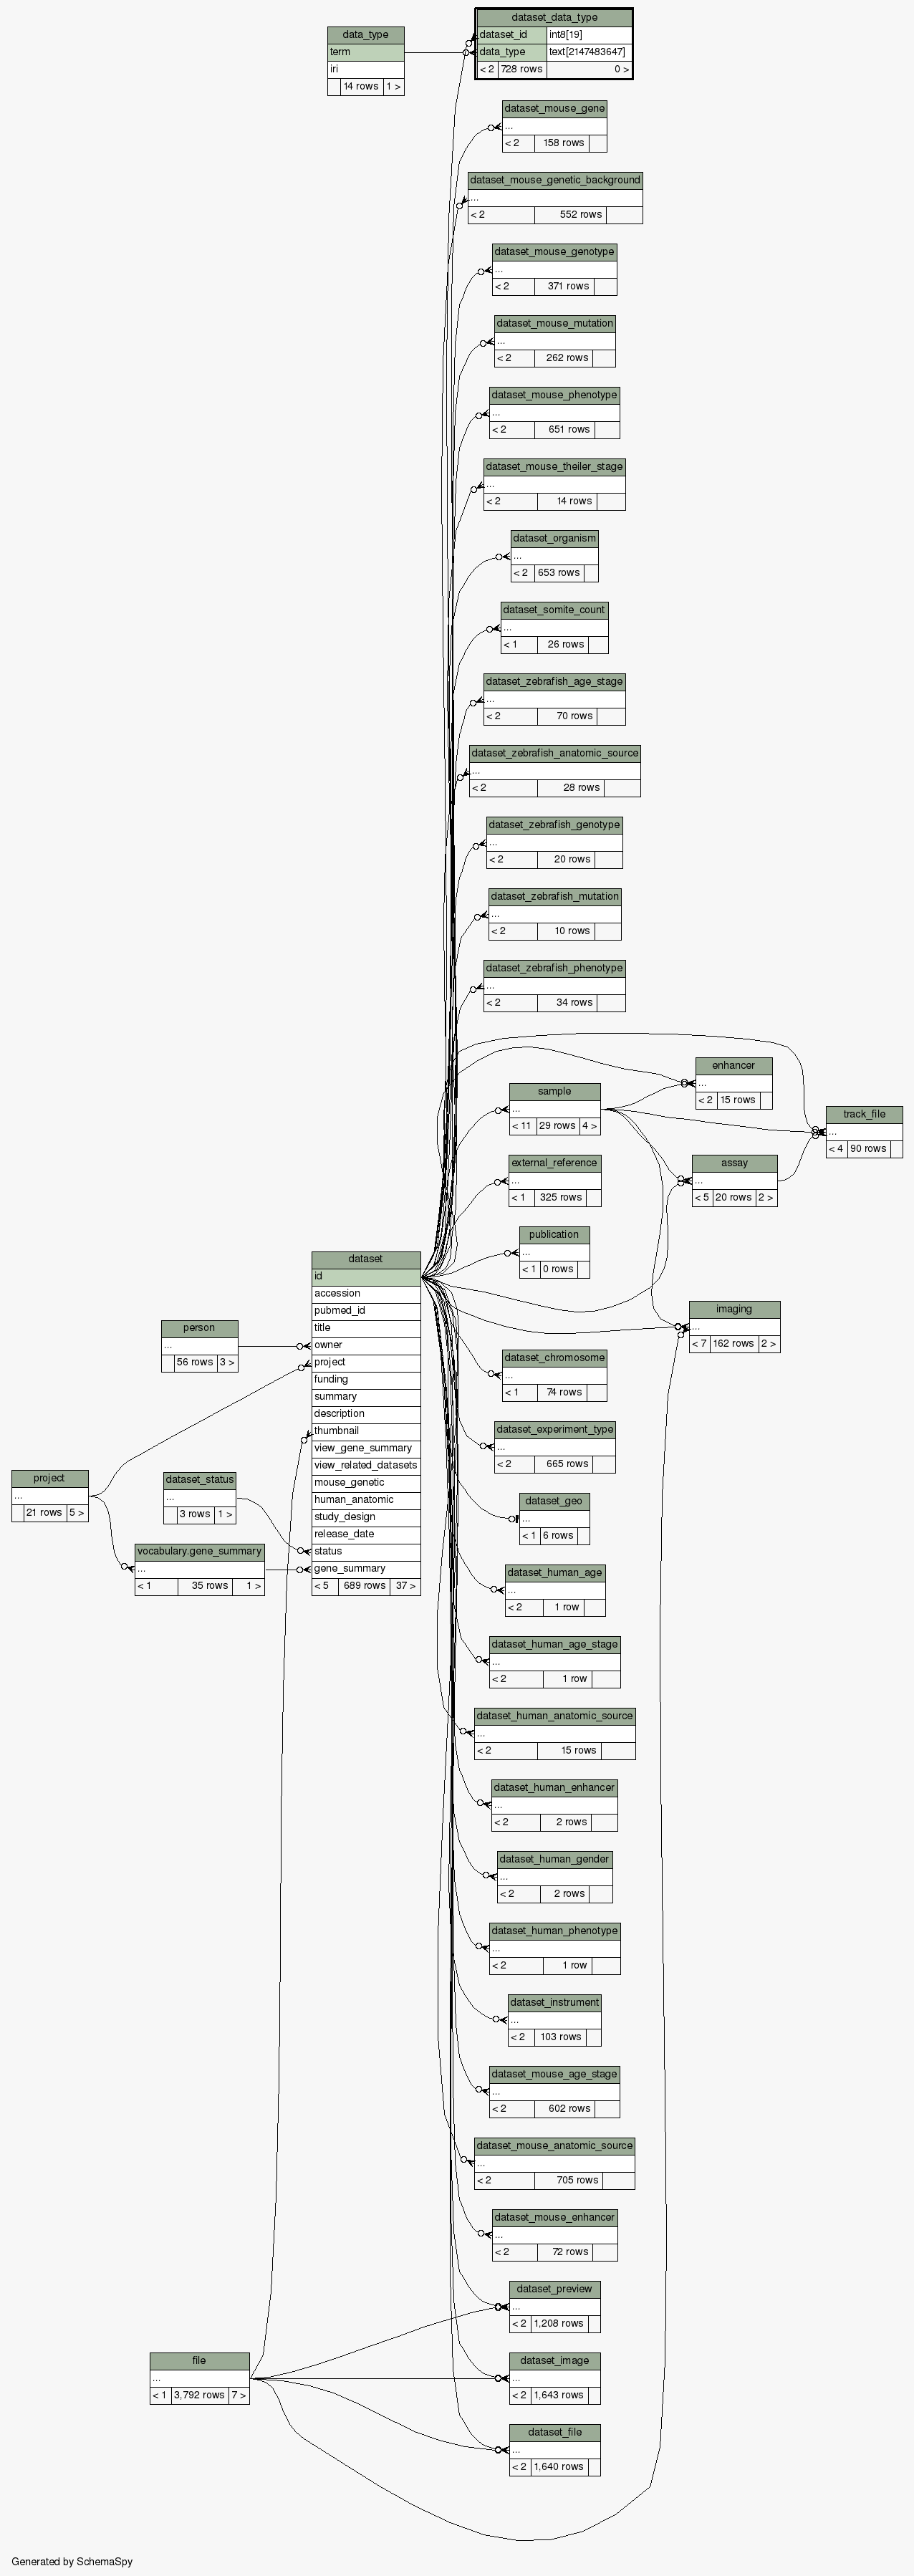 dataset_data_type
dataset_id int8[19]
data_type text[2147483647]
< 2 728 rows 0 >
data_type
term
iri
14 rows 1 >
dataset_mouse_gene
...
< 2 158 rows
dataset_mouse_genetic_background
...
< 2 552 rows
dataset_mouse_genotype
...
< 2 371 rows
dataset_mouse_mutation
...
< 2 262 rows
dataset_mouse_phenotype
...
< 2 651 rows
dataset_mouse_theiler_stage
...
< 2 14 rows
dataset_organism
...
< 2 653 rows
dataset_somite_count
...
< 1 26 rows
dataset_zebrafish_age_stage
...
< 2 70 rows
dataset_zebrafish_anatomic_source
...
< 2 28 rows
dataset_zebrafish_genotype
...
< 2 20 rows
dataset_zebrafish_mutation
...
< 2 10 rows
dataset_zebrafish_phenotype
...
< 2 34 rows
enhancer
...
< 2 15 rows
sample
...
< 11 29 rows 4 >
track_file
...
< 4 90 rows
external_reference
...
< 1 325 rows
assay
...
< 5 20 rows 2 >
publication
...
< 1 0 rows
dataset
id
accession
pubmed_id
title
owner
project
funding
summary
description
thumbnail
view_gene_summary
view_related_datasets
mouse_genetic
human_anatomic
study_design
release_date
status
gene_summary
< 5 689 rows 37 >
imaging
...
< 7 162 rows 2 >
person
...
56 rows 3 >
dataset_chromosome
...
< 1 74 rows
dataset_experiment_type
...
< 2 665 rows
project
...
21 rows 5 >
dataset_status
...
3 rows 1 >
dataset_geo
...
< 1 6 rows
vocabulary.gene_summary
...
< 1 35 rows 1 >
dataset_human_age
...
< 2 1 row
dataset_human_age_stage
...
< 2 1 row
dataset_human_anatomic_source
...
< 2 15 rows
dataset_human_enhancer
...
< 2 2 rows
dataset_human_gender
...
< 2 2 rows
dataset_human_phenotype
...
< 2 1 row
dataset_instrument
...
< 2 103 rows
dataset_mouse_age_stage
...
< 2 602 rows
dataset_mouse_anatomic_source
...
< 2 705 rows
dataset_mouse_enhancer
...
< 2 72 rows
dataset_preview
...
< 2 1,208 rows
file
...
< 1 3,792 rows 7 >
dataset_image
...
< 2 1,643 rows
dataset_file
...
< 2 1,640 rows
Generated by SchemaSpy